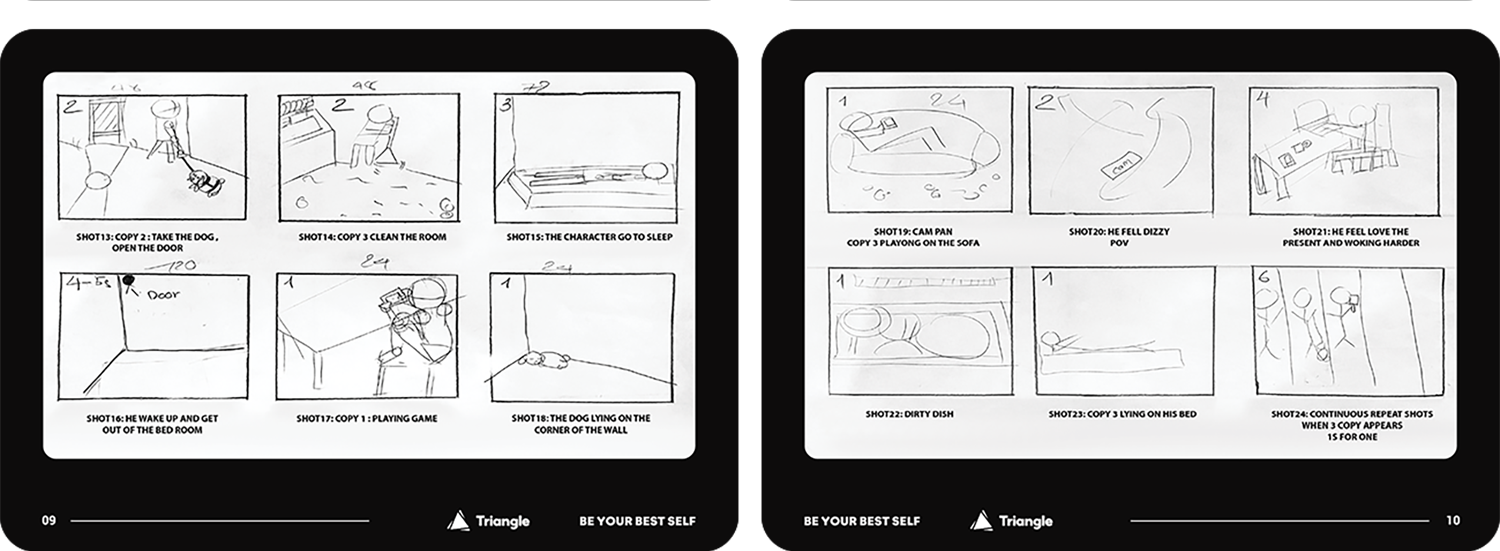 2
SHOT13: COPY 2 : TAKE THE DOG,
OPEN THE DOOR
2
SHOT14: COPY 3 CLEAN THE ROOM
72
3
SHOT15: THE CHARACTER GO TO SLEEP
120
4-5s
Door
SHOT16: HE WAKE UP AND GET
OUT OF THE BED ROOM
24
1
SHOT17: COPY 1 : PLAYING GAME
24
1
SHOT18: THE DOG LYING ON THE
CORNER OF THE WALL
09
Triangle
BE YOUR BEST SELF
1
24
SHOT19: CAM PAN
COPY 3 PLAYONG ON THE SOFA
2
cam
SHOT20: HE FELL DIZZY
POV
4
SHOT21: HE FEEL LOVE THE
PRESENT AND WOKING HARDER
1
SHOT22: DIRTY DISH
1
SHOT23: COPY 3 LYING ON HIS BED
6
SHOT24: CONTINUOUS REPEAT SHOTS
WHEN 3 COPY APPEARS
1S FOR ONE
BE YOUR BEST SELF
Triangle
10